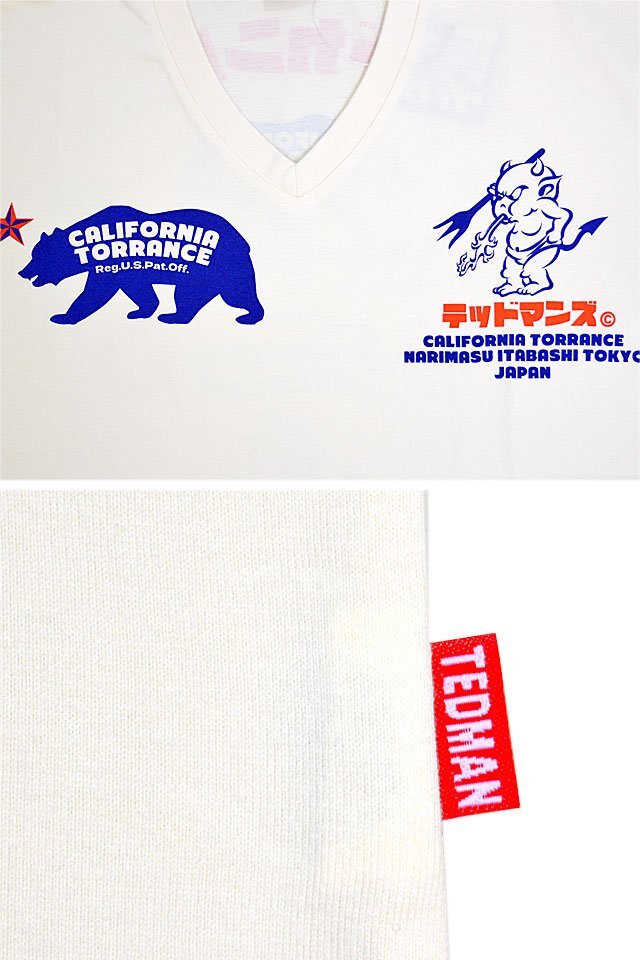 CALIFORNIA
TORRANCE
Reg.U.S.Pat.Off.
テッドマンズ©
CALIFORNIA TORRANCE
NARIMASU ITABASHI TOKYO
JAPAN
TEDMAN